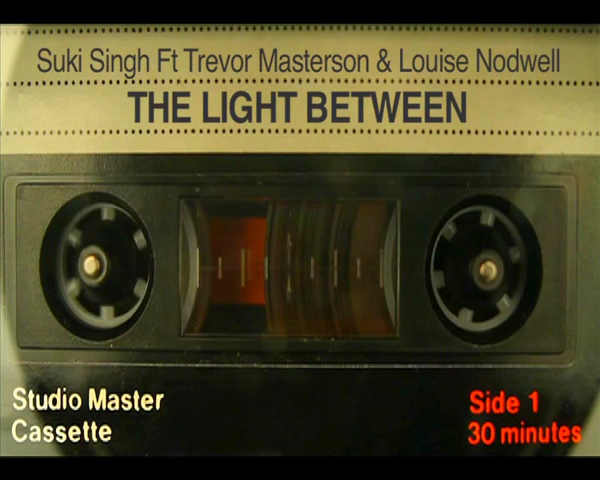 Suki Singh Ft Trevor Masterson & Louise Nodwell
THE LIGHT BETWEEN
Studio Master
Cassette
Side 1
30 minutes